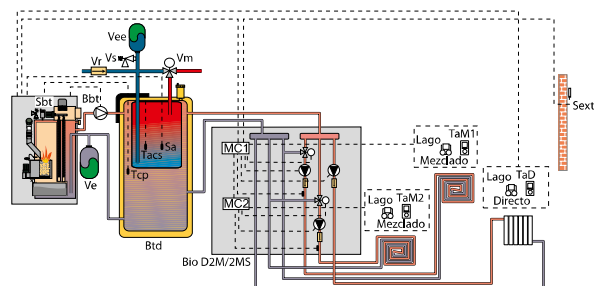 Vee
Vs
Vm
Vr
Sbt
Bbt
Sext
MC1
Lago
TaM1
Mezclado
Tacs
Sa
Tcp
Lago
TaD
Directo
Ve
MC2
Lago
TaM2
Mezclado
Btd
Bio D2M/2MS